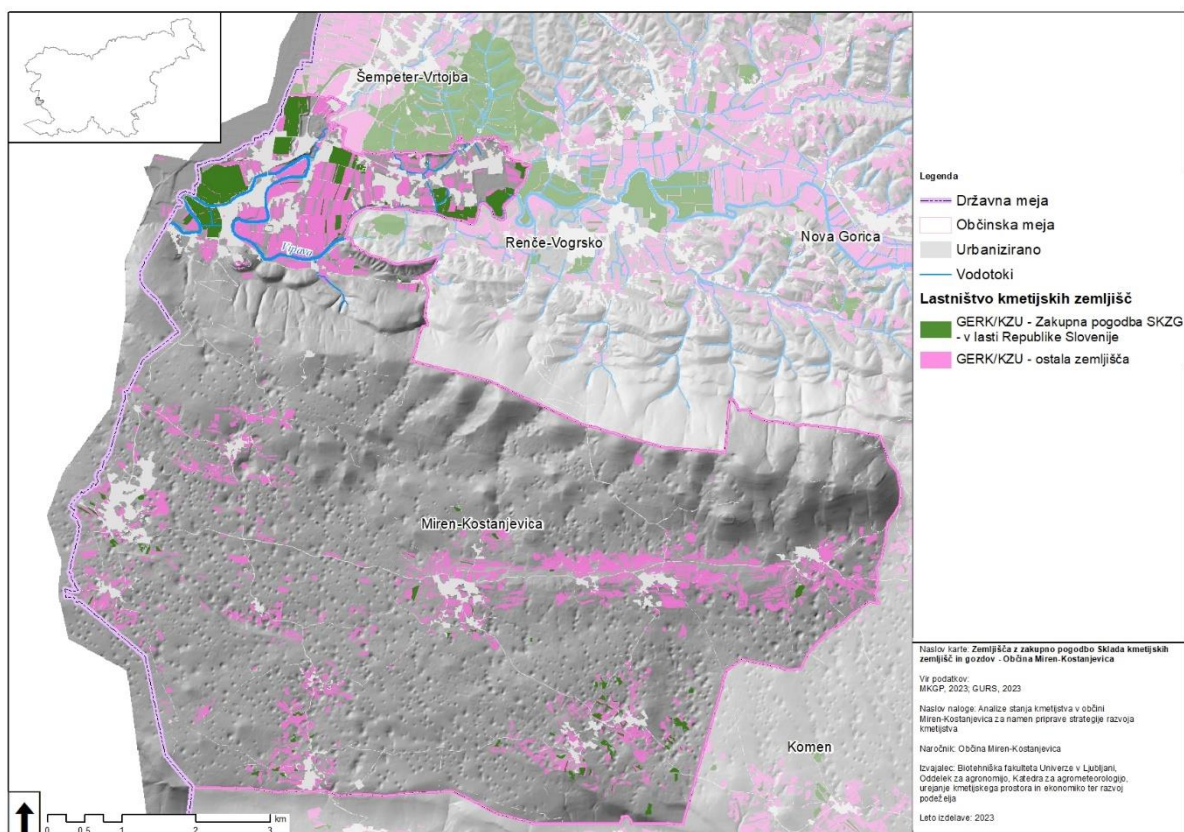 Šempeter-Vrtojba
Vipava
Renče-Vogrsko
Nova Gorica
Miren-Kostanjevica
Komen
0 0,5 1 2 3 km
Legenda
Državna meja
Občinska meja
Urbanizirano
Vodotoki
Lastništvo kmetijskih zemljišč
GERK/KZU - Zakupna pogodba SKZG
- v lasti Republike Slovenije
GERK/KZU - ostala zemljišča
Naslov karte: Zemljišča z zakupno pogodbo Sklada kmetijskih
zemljišč in gozdov - Občina Miren-Kostanjevica
Vir podatkov:
MKGP, 2023; GURS, 2023
Naslov naloge: Analize stanja kmetijstva v občini
Miren-Kostanjevica za namen priprave strategije razvoja
kmetijstva
Naročnik: Občina Miren-Kostanjevica
Izvajalec: Biotehniška fakulteta Univerze v Ljubljani,
Oddelek za agronomijo, Katedra za agrometeorologijo,
urejanje kmetijskega prostora in ekonomiko ter razvoj
podeželja
Leto izdelave: 2023